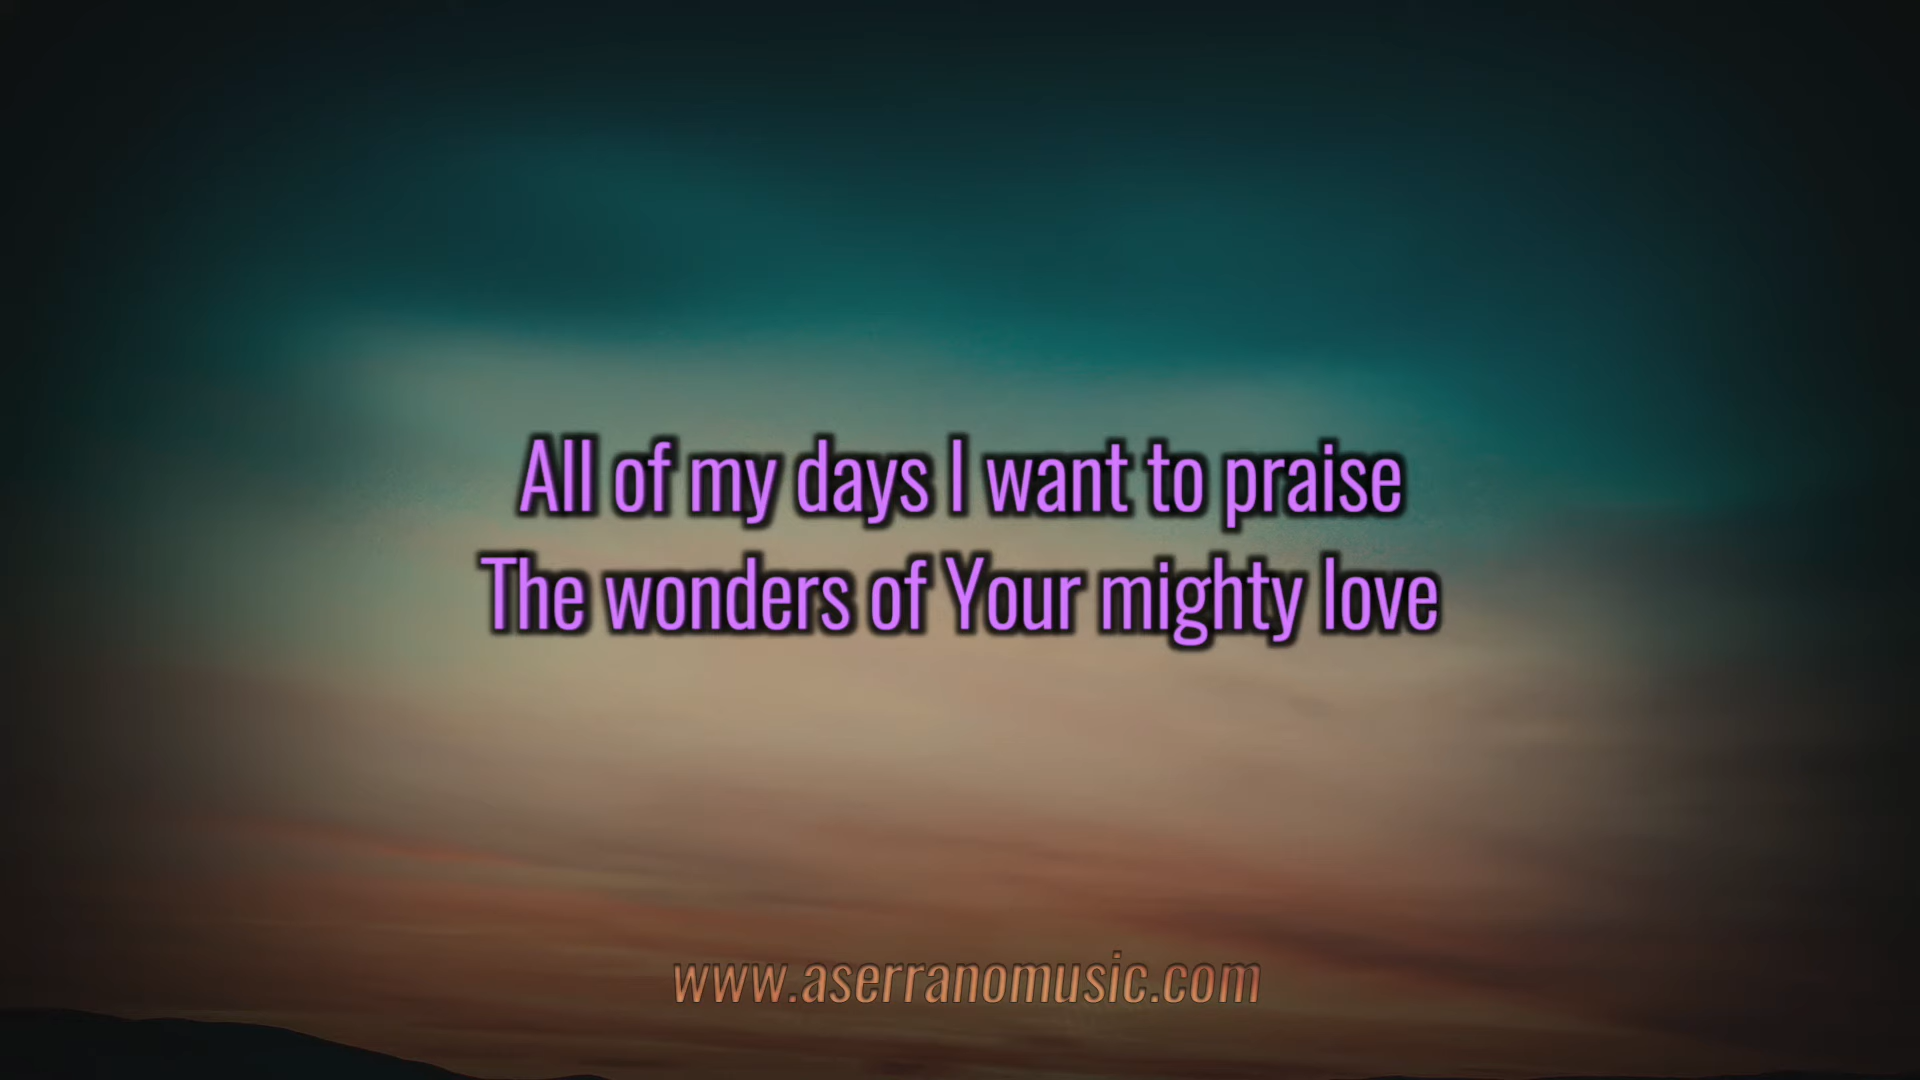 All of my days I want to praise
The wonders of Your mighty love
www.aserranomusic.com